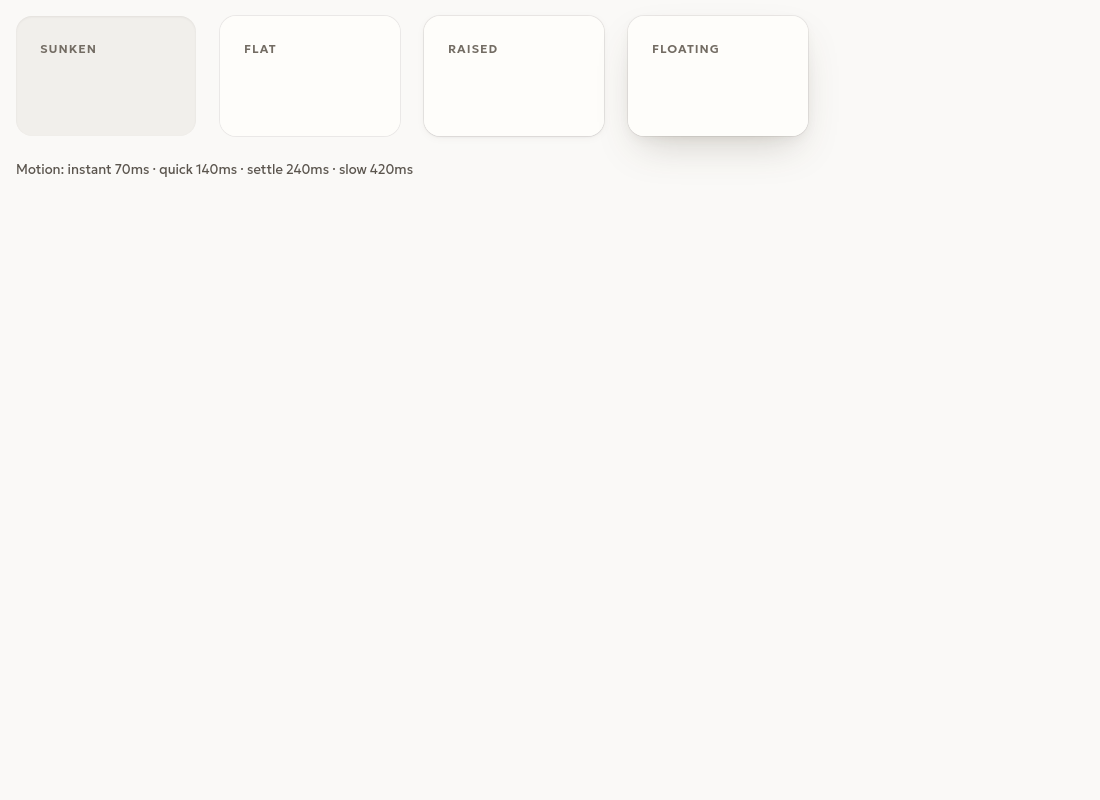 SUNKEN
FLAT
RAISED
FLOATING
Motion: instant 70ms · quick 140ms · settle 240ms · slow 420ms